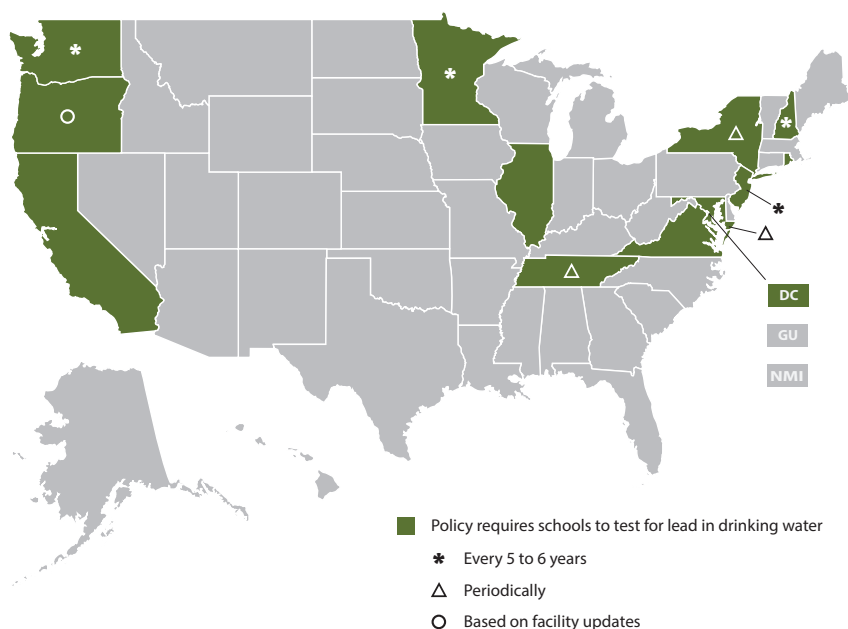 DC
GU
NMI
Policy requires schools to test for lead in drinking water
* Every 5 to 6 years
△ Periodically
○ Based on facility updates